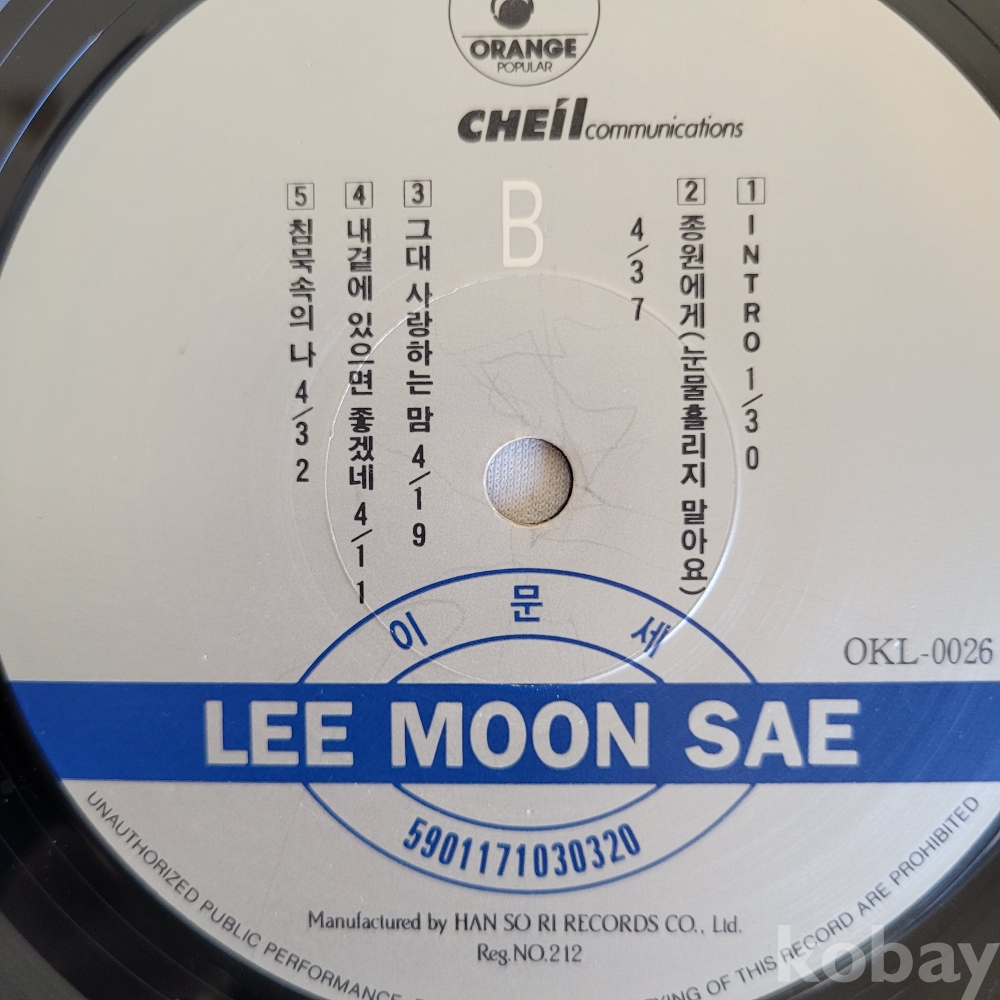 ORANGE
POPULAR
CHEIL communications
B
1 INTRO 1/30
2 종원에게(눈물흘리지 말아요)
4/37
3 그대 사랑하는 맘 4/19
4 내곁에 있으면 좋겠네 4/11
5 침묵속의 나 4/32
이문세
OKL-0026
LEE MOON SAE
5901171030320
Manufactured by HAN SO RI RECORDS CO., Ltd.
Reg.NO.212
UNAUTHORIZED PUBLIC PERFORMANCE
OF THIS RECORD ARE PROHIBITED
kobay